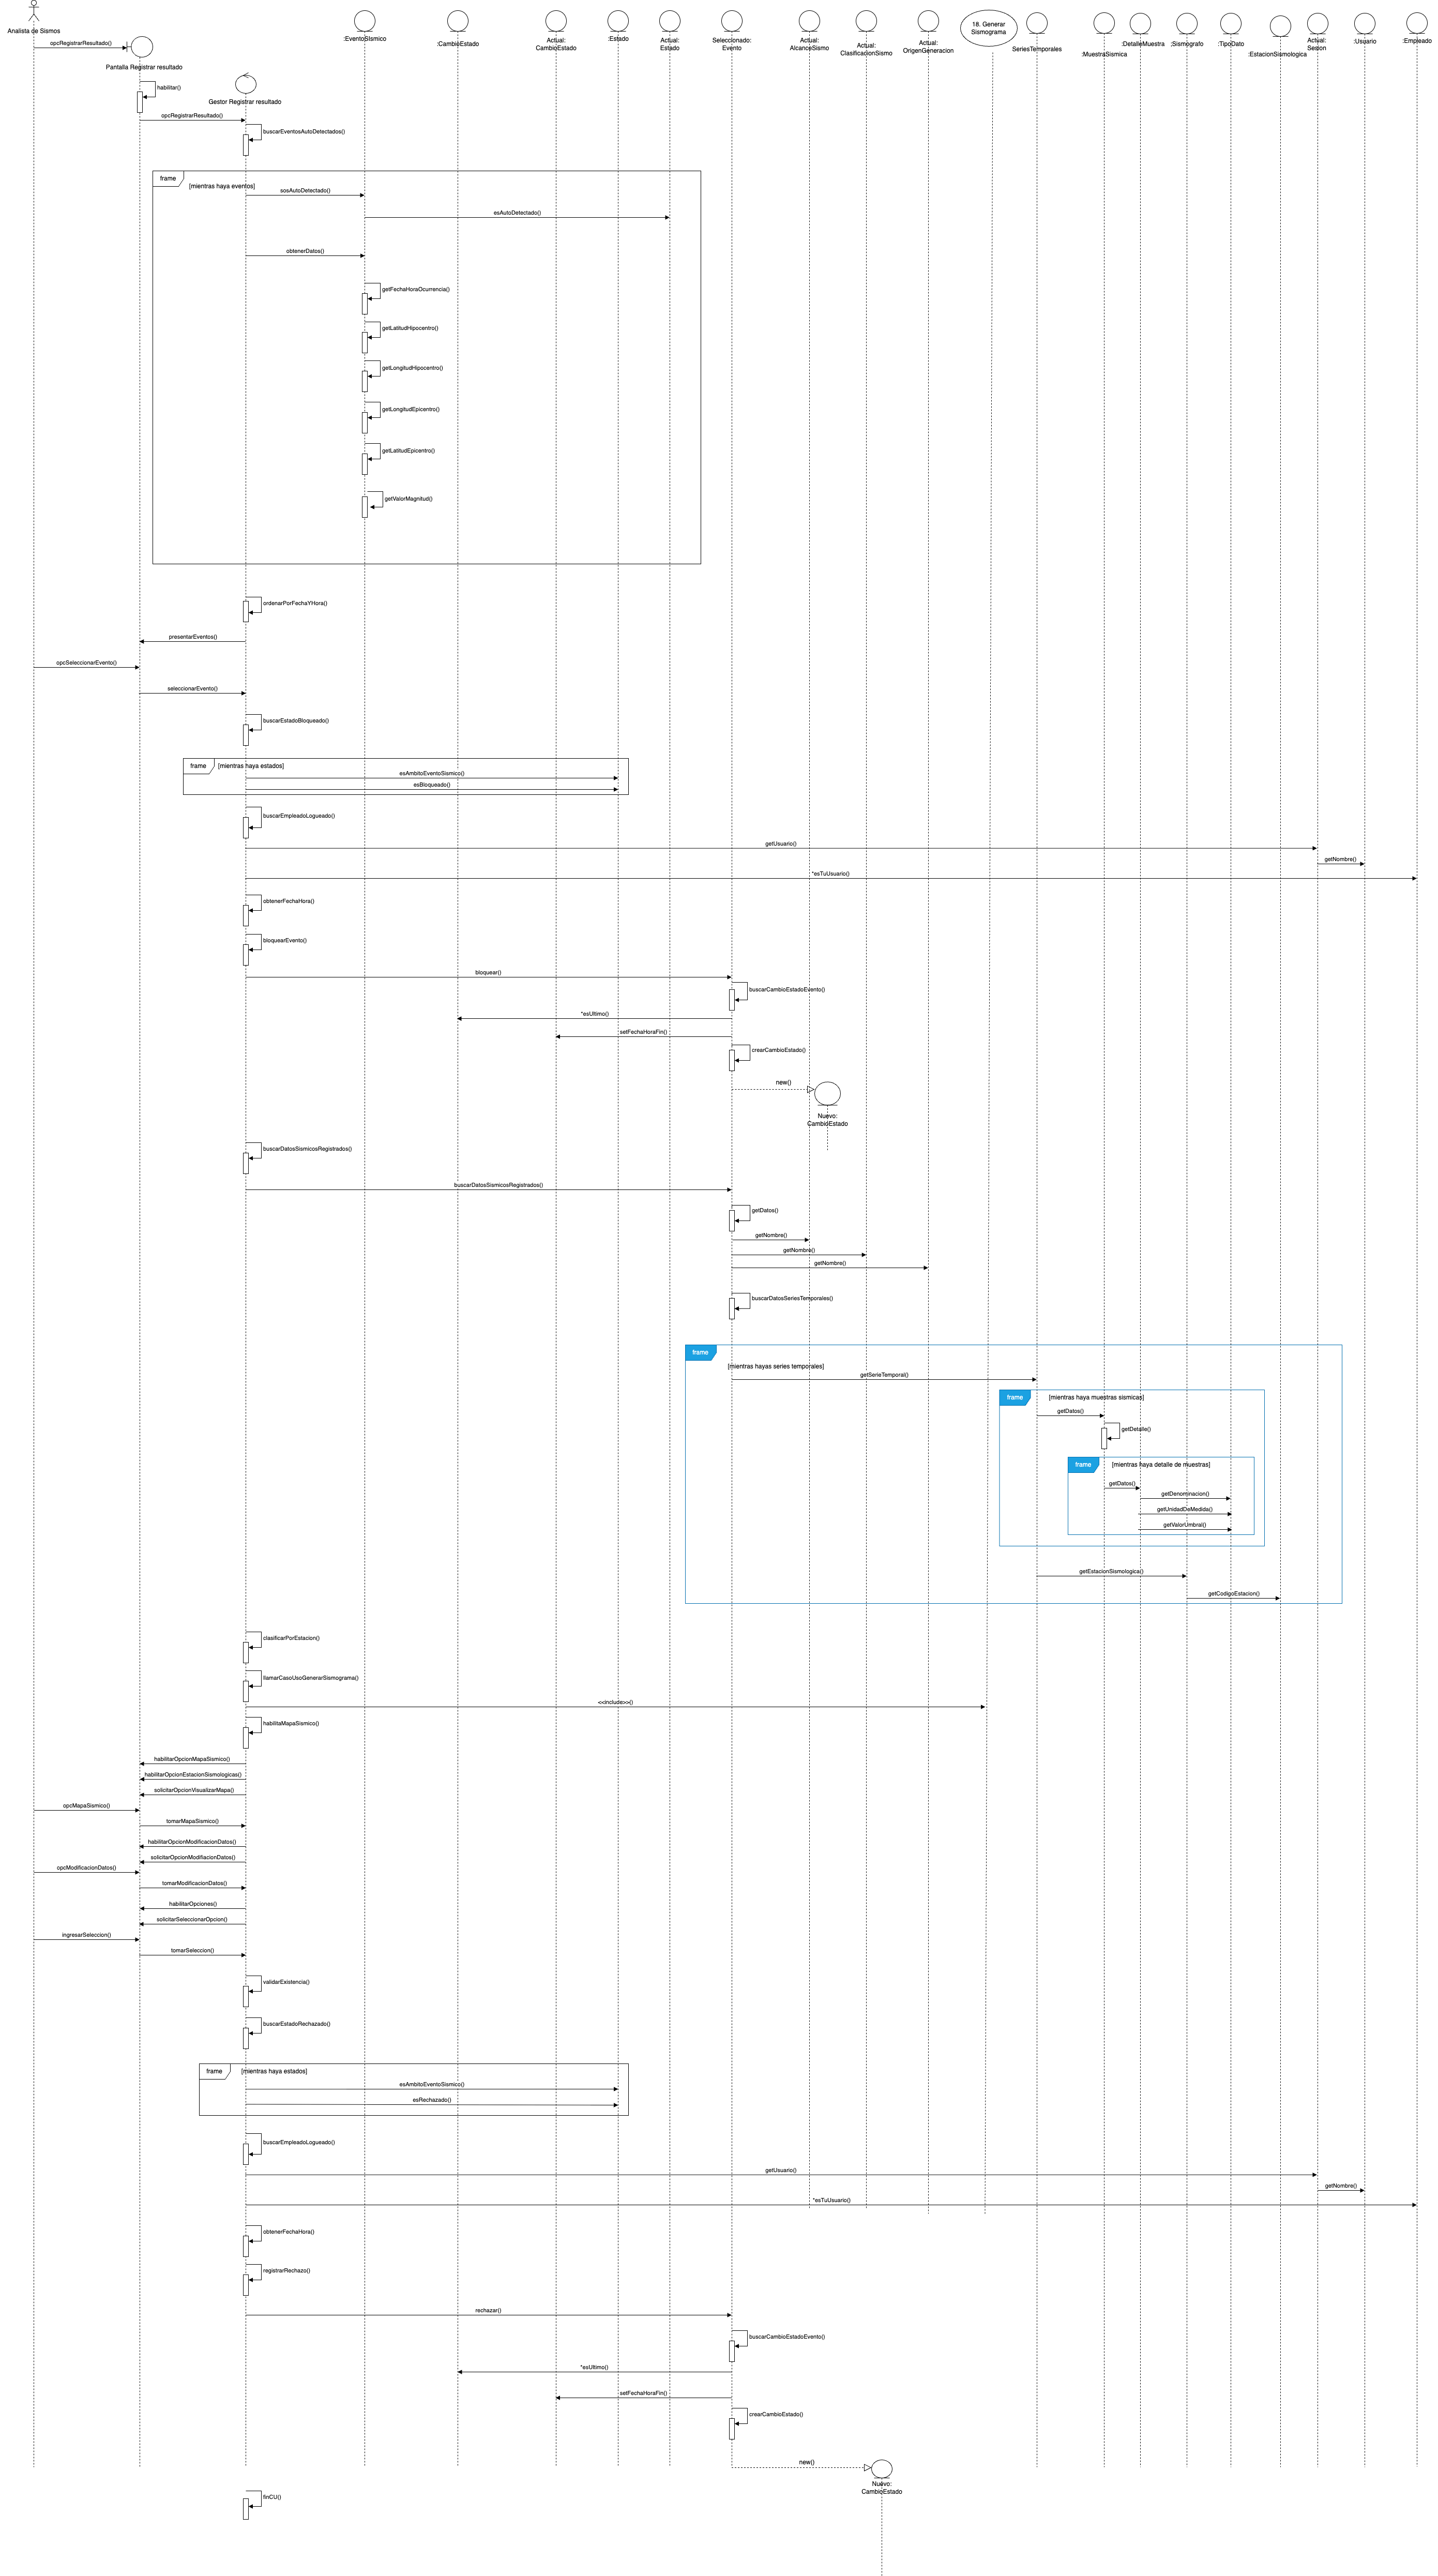 Analista de Sismos
Pantalla Registrar resultado
Gestor Registrar resultado
:EventoSismico
:CambioEstado
Actual:
CambioEstado
:Estado
Actual:
Estado
Seleccionado:
Evento
Actual:
AlcanceSismo
Actual:
ClasificacionSismo
Actual:
OrigenGeneracion
18. Generar
Sismograma
SeriesTemporales
:MuestraSismica
:DetalleMuestra
:Sismografo
:TipoDato
:EstacionSismologica
Actual:
Sesion
:Usuario
:Empleado
opcRegistrarResultado()
habilitar()
opcRegistrarResultado()
buscarEventosAutoDetectados()
frame
[mientras haya eventos]
sosAutoDetectado()
esAutoDetectado()
obtenerDatos()
getFechaHoraOcurrencia()
getLatitudHipocentro()
getLongitudHipocentro()
getLongitudEpicentro()
getLatitudEpicentro()
getValorMagnitud()
ordenarPorFechaYHora()
presentarEventos()
opcSeleccionarEvento()
seleccionarEvento()
buscarEstadoBloqueado()
frame
[mientras haya estados]
esAmbitoEventoSismico()
esBloqueado()
buscarEmpleadoLogueado()
getUsuario()
getNombre()
*esTuUsuario()
obtenerFechaHora()
bloquearEvento()
bloquear()
buscarCambioEstadoEvento()
*esUltimo()
setFechaHoraFin()
crearCambioEstado()
new()
Nuevo:
CambioEstado
buscarDatosSismicosRegistrados()
buscarDatosSismicosRegistrados()
getDatos()
getNombre()
getNombre()
getNombre()
buscarDatosSeriesTemporales()
frame
[mientras hayas series temporales]
getSerieTemporal()
frame
[mientras haya muestras sismicas]
getDatos()
getDetalle()
frame
[mientras haya detalle de muestras]
getDatos()
getDenominacion()
getUnidadDeMedida()
getValorUmbral()
getEstacionSismologica()
getCodigoEstacion()
clasificarPorEstacion()
llamarCasoUsoGenerarSismograma()
<<include>>()
habilitaMapaSismico()
habilitarOpcionMapaSismico()
habilitarOpcionEstacionSismologicas()
solicitarOpcionVisualizarMapa()
opcMapaSismico()
tomarMapaSismico()
habilitarOpcionModificacionDatos()
solicitarOpcionModifiacionDatos()
opcModificacionDatos()
tomarModificacionDatos()
habilitarOpciones()
solicitarSeleccionarOpcion()
ingresarSeleccion()
tomarSeleccion()
validarExistencia()
buscarEstadoRechazado()
frame
[mientras haya estados]
esAmbitoEventoSismico()
esRechazado()
buscarEmpleadoLogueado()
getUsuario()
getNombre()
*esTuUsuario()
obtenerFechaHora()
registrarRechazo()
rechazar()
buscarCambioEstadoEvento()
*esUltimo()
setFechaHoraFin()
crearCambioEstado()
new()
Nuevo:
CambioEstado
finCU()